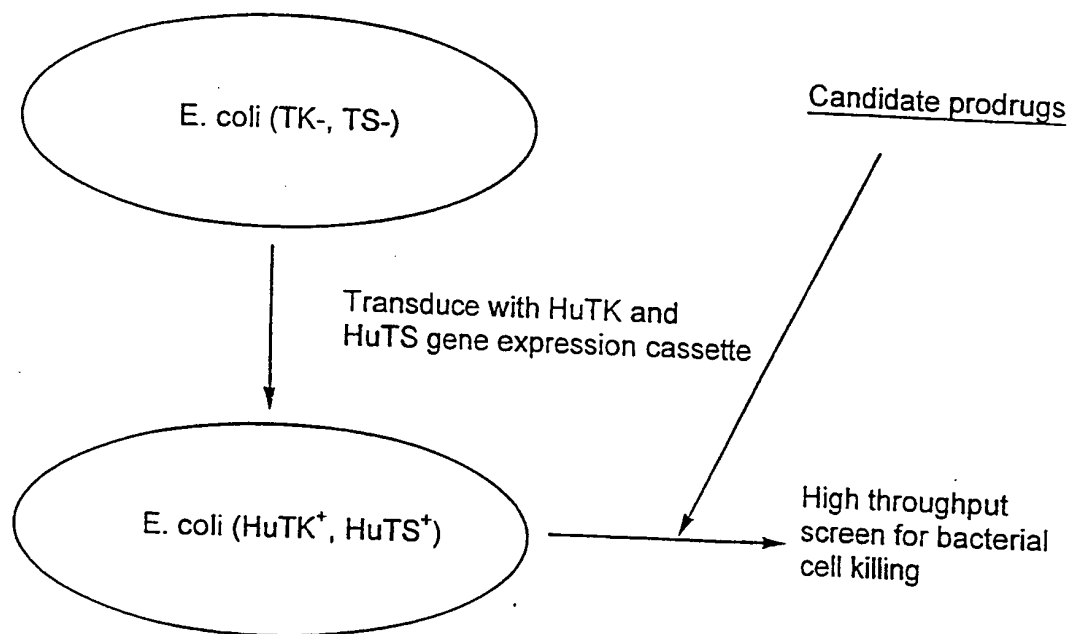 E. coli (TK-, TS-)
Candidate prodrugs
Transduce with HuTK and
HuTS gene expression cassette
E. coli (HuTK⁺, HuTS⁺)
High throughput
screen for bacterial
cell killing